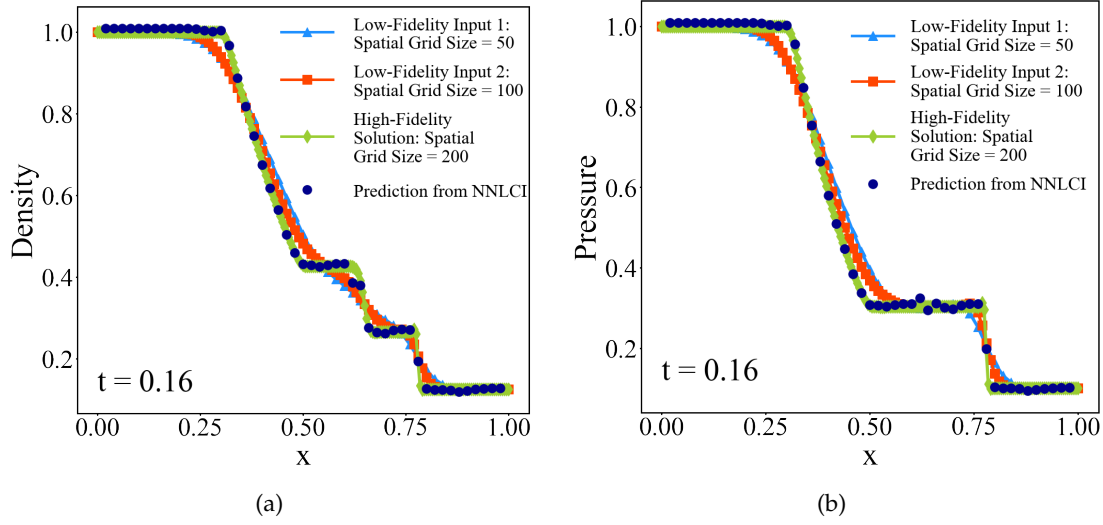 Low-Fidelity Input 1:
Spatial Grid Size = 50
Low-Fidelity Input 2:
Spatial Grid Size = 100
High-Fidelity
Solution: Spatial
Grid Size = 200
Prediction from NNLCI
Density
1.0
0.8
0.6
0.4
0.2
t = 0.16
0.00
0.25
0.50
0.75
1.00
x
(a)
Low-Fidelity Input 1:
Spatial Grid Size = 50
Low-Fidelity Input 2:
Spatial Grid Size = 100
High-Fidelity
Solution: Spatial
Grid Size = 200
Prediction from NNLCI
Pressure
1.0
0.8
0.6
0.4
0.2
t = 0.16
0.00
0.25
0.50
0.75
1.00
x
(b)